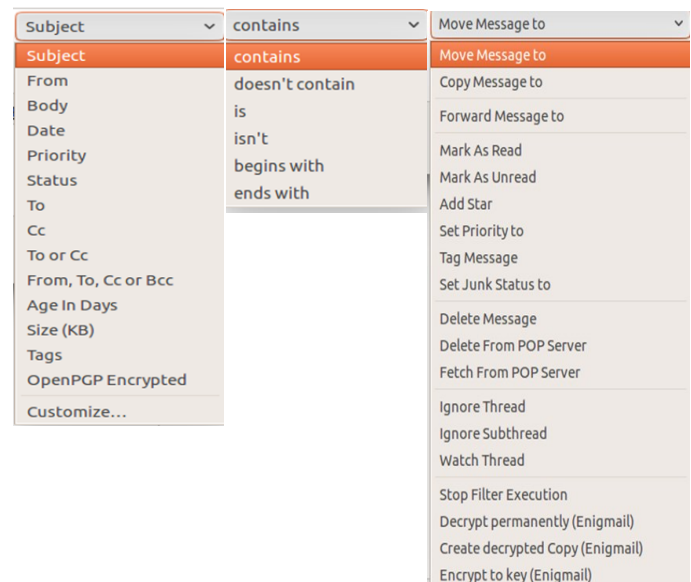 Subject
Subject
From
Body
Date
Priority
Status
To
Cc
To or Cc
From, To, Cc or Bcc
Age In Days
Size (KB)
Tags
OpenPGP Encrypted
Customize...
contains
contains
doesn't contain
is
isn't
begins with
ends with
Move Message to
Move Message to
Copy Message to
Forward Message to
Mark As Read
Mark As Unread
Add Star
Set Priority to
Tag Message
Set Junk Status to
Delete Message
Delete From POP Server
Fetch From POP Server
Ignore Thread
Ignore Subthread
Watch Thread
Stop Filter Execution
Decrypt permanently (Enigmail)
Create decrypted Copy (Enigmail)
Encrypt to key (Enigmail)